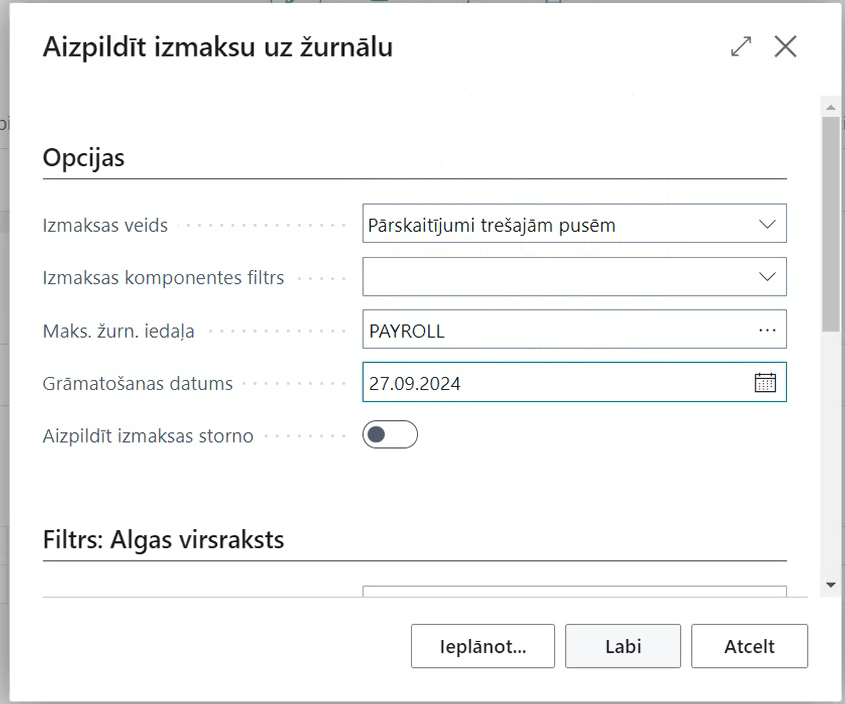 Aizpildīt izmaksu uz žurnālu
Opcijas
Izmaksas veids Pārskaitījumi trešajām pusēm
Izmaksas komponentes filtrs
Maks. žurn. iedaļa PAYROLL
Grāmatošanas datums 27.09.2024
Aizpildīt izmaksas storno
Filtrs: Algas virsraksts
Ieplānot... Labi Atcelt